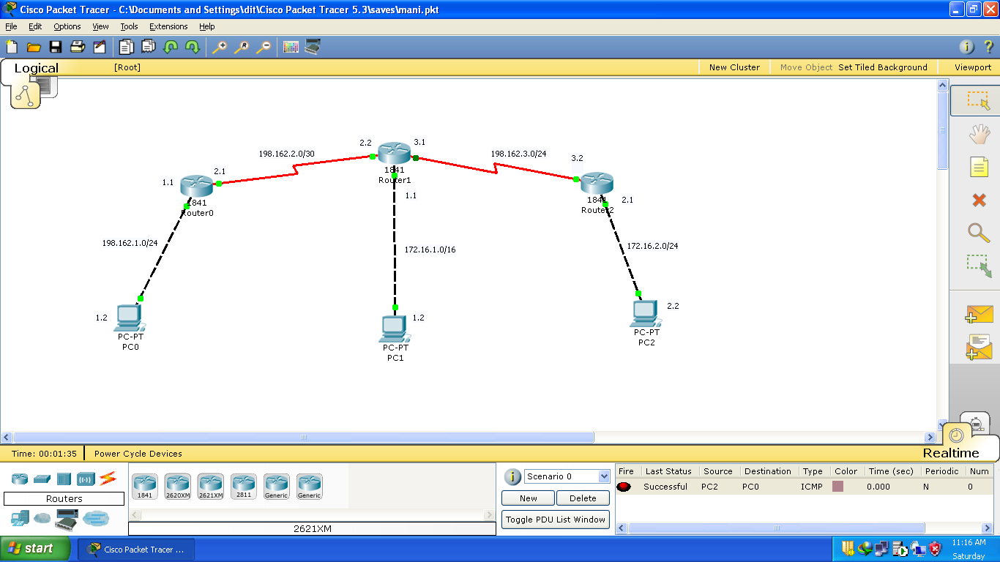 Cisco Packet Tracer - C:\Documents and Settings\dit\Cisco Packet Tracer 5.3\saves\mani.pkt
File Edit Options View Tools Extensions Help
Logical [Root] New Cluster Move Object Set Tiled Background Viewport
2.2 3.1
198.162.2.0/30 198.162.3.0/24
3.2
2.1
1841
Router1
1.1
1841
Router0
1.1
1841
Router2
2.1
198.162.1.0/24
172.16.1.0/16
172.16.2.0/24
1.2
PC-PT
PC0
1.2
PC-PT
PC1
2.2
PC-PT
PC2
Time: 00:01:35 Power Cycle Devices
Realtime
Routers
1841 2620XM 2621XM 2811 Generic Generic
2621XM
Scenario 0
New Delete
Toggle PDU List Window
Fire Last Status Source Destination Type Color Time (sec) Periodic Num
Successful PC2 PC0 ICMP 0.000 N 0
start Cisco Packet Tracer ...
11:16 AM
Saturday